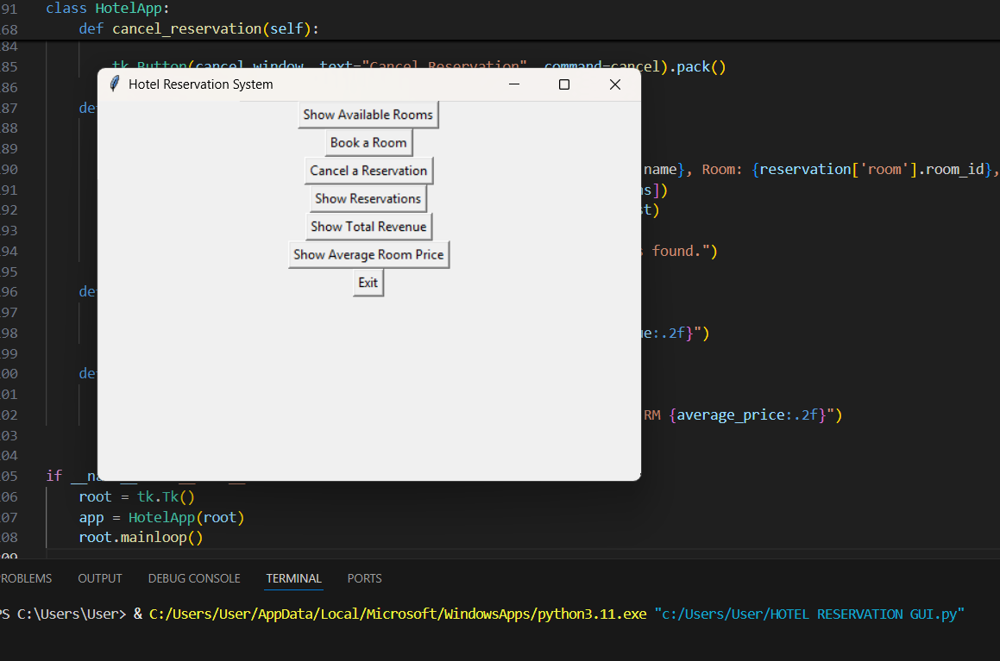 91 class HotelApp:
68 def cancel_reservation(self):
84
85 tk.Button(cancel_window, text="Cancel Reservation", command=cancel).pack()
Hotel Reservation System
Show Available Rooms
Book a Room
Cancel a Reservation
Show Reservations
Show Total Revenue
Show Average Room Price
Exit
86
87 de
88
89
90 name}, Room: {reservation['room'].room_id},
91 ns])
92 st)
93
94 s found.")
95
96 de
97
98 ue:.2f}")
99
00 de
01
02 RM {average_price:.2f}")
03
04
05 if __na
06 root = tk.Tk()
07 app = HotelApp(root)
08 root.mainloop()
09
ROBLEMS OUTPUT DEBUG CONSOLE TERMINAL PORTS
PS C:\Users\User> & C:/Users/User/AppData/Local/Microsoft/WindowsApps/python3.11.exe "c:/Users/User/HOTEL RESERVATION GUI.py"